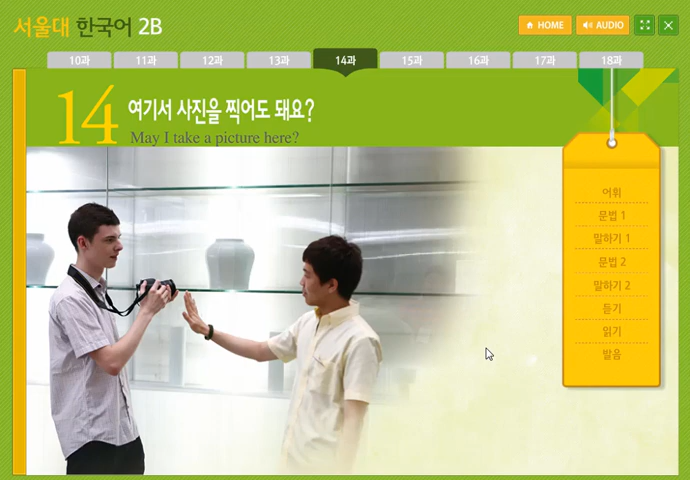 서울대 한국어 2B
HOME
AUDIO
10과
11과
12과
13과
14과
15과
16과
17과
18과
14
여기서 사진을 찍어도 돼요?
May I take a picture here?
어휘
문법 1
말하기 1
문법 2
말하기 2
듣기
읽기
발음